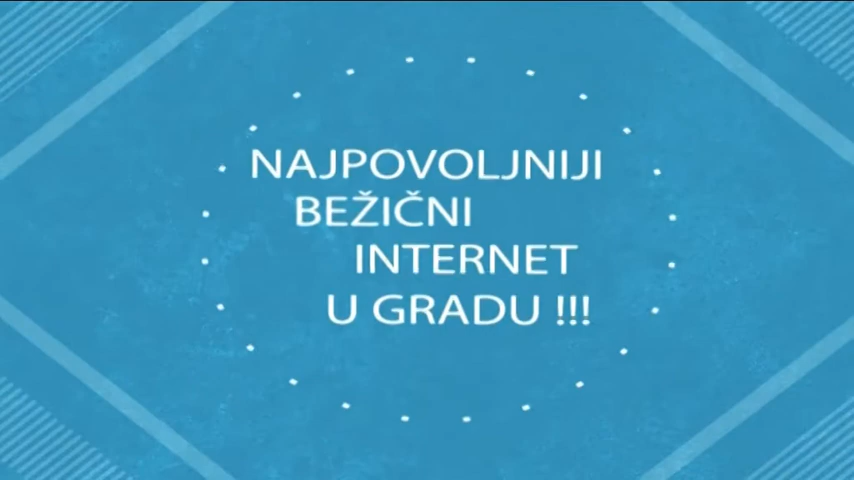 NAJPOVOLJNIJI
BEŽIČNI
INTERNET
U GRADU !!!